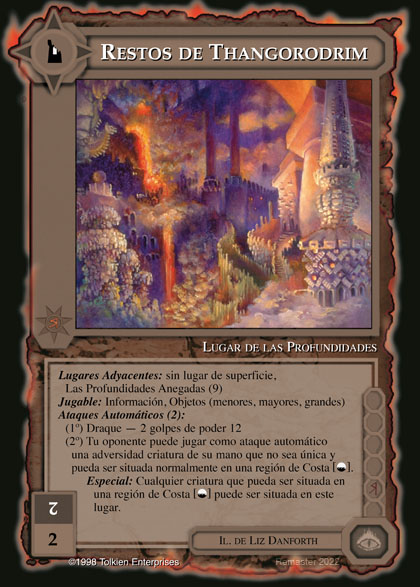 Restos de Thangorodrim
Lugar de las Profundidades
Lugares Adyacentes: sin lugar de superficie,
Las Profundidades Anegadas (9)
Jugable: Información, Objetos (menores, mayores, grandes)
Ataques Automáticos (2):
(1º) Draque — 2 golpes de poder 12
(2º) Tu oponente puede jugar como ataque automático
una adversidad criatura de su mano que no sea única y
pueda ser situada normalmente en una región de Costa [].
Especial: Cualquier criatura que pueda ser situada en
una región de Costa [] puede ser situada en este
lugar.
2
2
Il. de Liz Danforth
©1998 Tolkien Enterprises
Remaster 2022